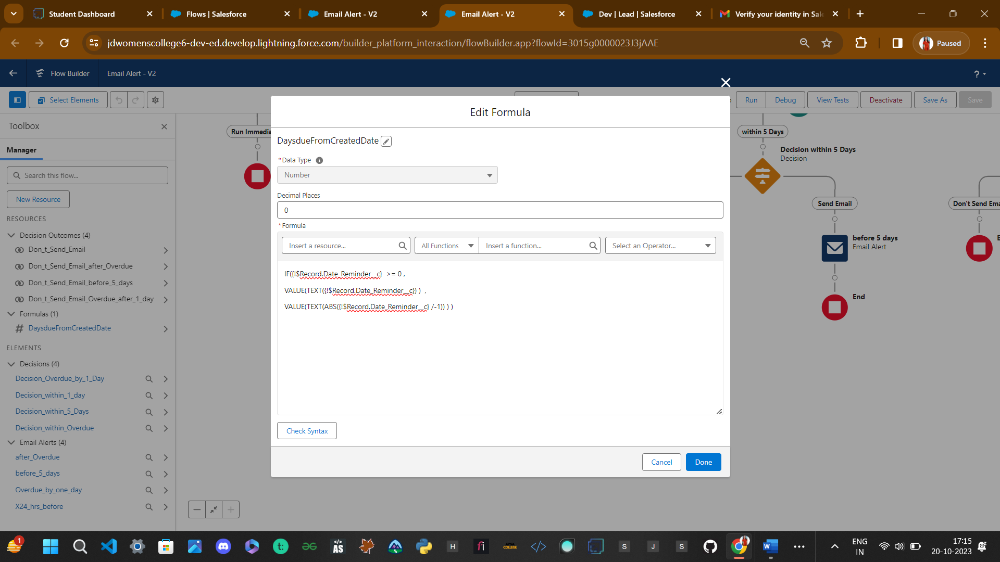 Student Dashboard
Flows | Salesforce
Email Alert - V2
Email Alert - V2
Dev | Lead | Salesforce
Verify your identity in Sal
jdwomenscollege6-dev-ed.develop.lightning.force.com/builder_platform_interaction/flowBuilder.app?flowId=3015g0000023J3jAAE
Paused
Flow Builder
Email Alert - V2
?
Select Elements
Run
Debug
View Tests
Deactivate
Save As
Save
Toolbox
Manager
Search this flow...
New Resource
RESOURCES
Decision Outcomes (4)
Don_t_Send_Email
Don_t_Send_Email_after_Overdue
Don_t_Send_Email_before_5_days
Don_t_Send_Email_Overdue_after_1_day
Formulas (1)
DaysdueFromCreatedDate
ELEMENTS
Decisions (4)
Decision_Overdue_by_1_Day
Decision_within_1_day
Decision_within_5_Days
Decision_within_Overdue
Email Alerts (4)
after_Overdue
before_5_days
Overdue_by_one_day
X24_hrs_before
Run Immedia
Edit Formula
DaysdueFromCreatedDate
*Data Type
Number
Decimal Places
0
*Formula
Insert a resource...
All Functions
Insert a function...
Select an Operator...
IF({!$Record.Date_Reminder__c} >= 0 ,
VALUE(TEXT({!$Record.Date_Reminder__c}) ) ,
VALUE(TEXT(ABS({!$Record.Date_Reminder__c} /-1)) ) )
Check Syntax
Cancel
Done
within 5 Days
Decision within 5 Days
Decision
Send Email
Don't Send Ema
before 5 days
Email Alert
E
End
1
ENG
IN
17:15
20-10-2023